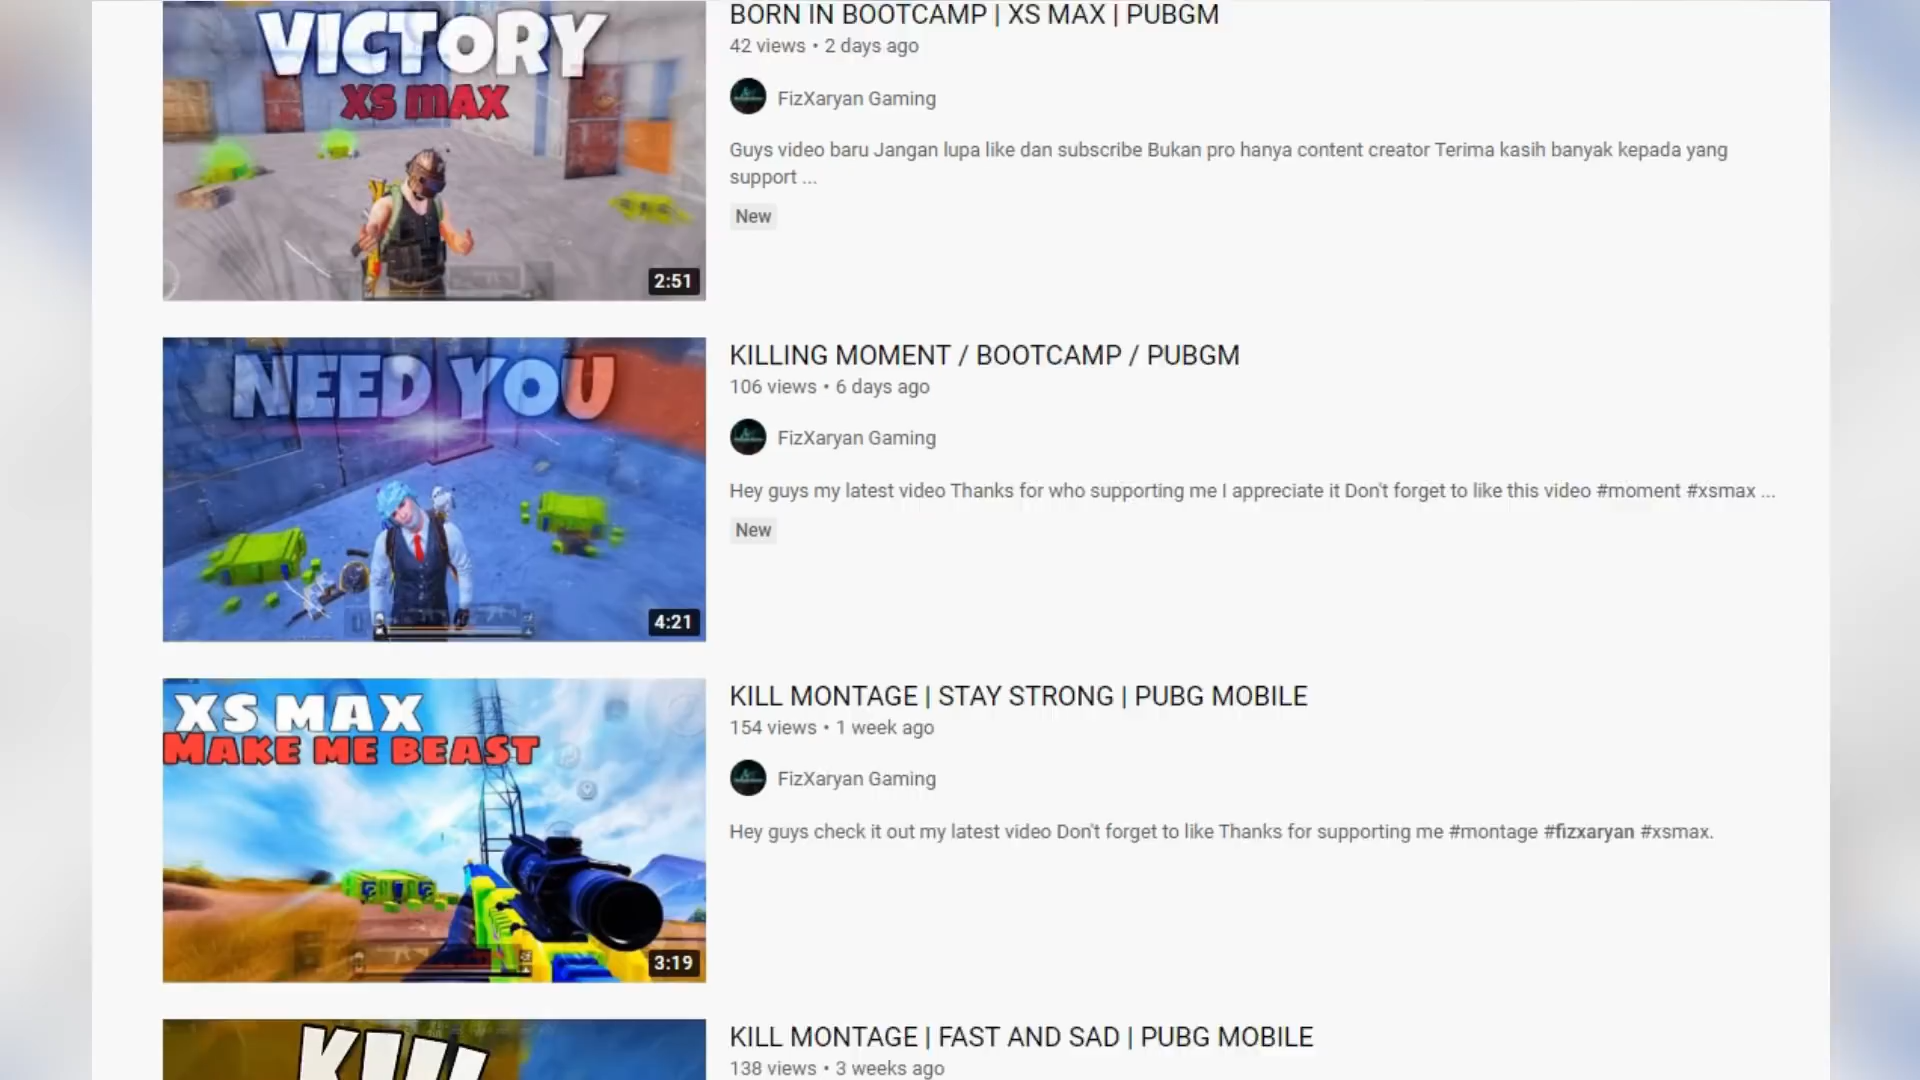 VICTORY
XS MAX
2:51
BORN IN BOOTCAMP | XS MAX | PUBGM
42 views • 2 days ago
FizXaryan Gaming
Guys video baru Jangan lupa like dan subscribe Bukan pro hanya content creator Terima kasih banyak kepada yang
support ...
New
NEED YOU
4:21
KILLING MOMENT / BOOTCAMP / PUBGM
106 views • 6 days ago
FizXaryan Gaming
Hey guys my latest video Thanks for who supporting me I appreciate it Don't forget to like this video #moment #xsmax ...
New
XS MAX
MAKE ME BEAST
3:19
KILL MONTAGE | STAY STRONG | PUBG MOBILE
154 views • 1 week ago
FizXaryan Gaming
Hey guys check it out my latest video Don't forget to like Thanks for supporting me #montage #fizxaryan #xsmax.
KILL
KILL MONTAGE | FAST AND SAD | PUBG MOBILE
138 views • 3 weeks ago